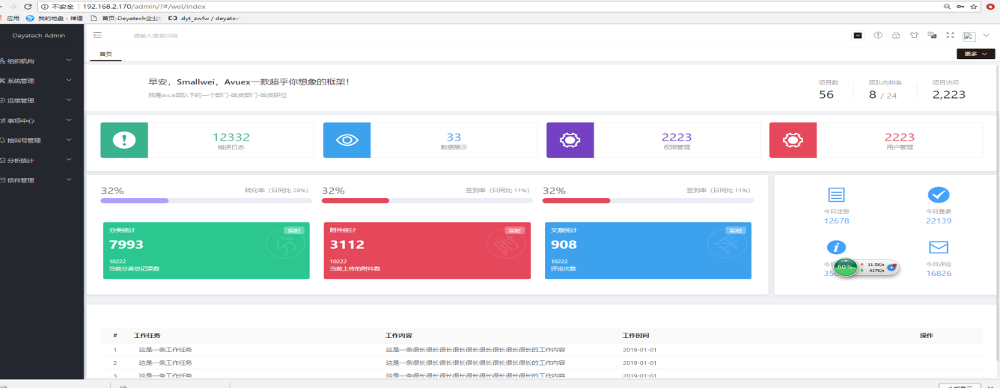 不安全 | 192.168.2.170/admin/?#/wel/index
应用 我的地盘 - 禅道 首页-Deyatech企业 dyt_zwfw / deyatec
Deyatech Admin
请输入搜索内容
首页
更多
组织机构
系统管理
运维管理
事项中心
抽叫号管理
分析统计
信件管理
早安，Smallwei，Avuex一款超乎你想象的框架！
我是avue团队下的一个部门-哈皮部门-哈皮职位
项目数
56
团队内排名
8 / 24
项目访问
2,223
12332
错误日志
33
数据展示
2223
权限管理
2223
用户管理
32% 转化率（日同比 28%）
32% 签到率（日同比 11%）
32% 签到率（日同比 11%）
分类统计 实时
7993
10222
当前分类总记录数
分
附件统计 实时
3112
10222
当前上传的附件数
附
文章统计 实时
908
10222
评论次数
评
今日注册
12678
今日登录
22139
今日
今日评论
16826
50% 11.5K/s
417K/s
# 工作任务 工作内容 工作时间 操作
1 这是一条工作任务 这是一条很长很长很长很长很长很长很长很长的工作内容 2019-01-01
2 这是一条工作任务 这是一条很长很长很长很长很长很长很长很长的工作内容 2019-01-01
3 这是一条工作任务 这是一条很长很长很长很长很长很长很长很长的工作内容 2019-01-01